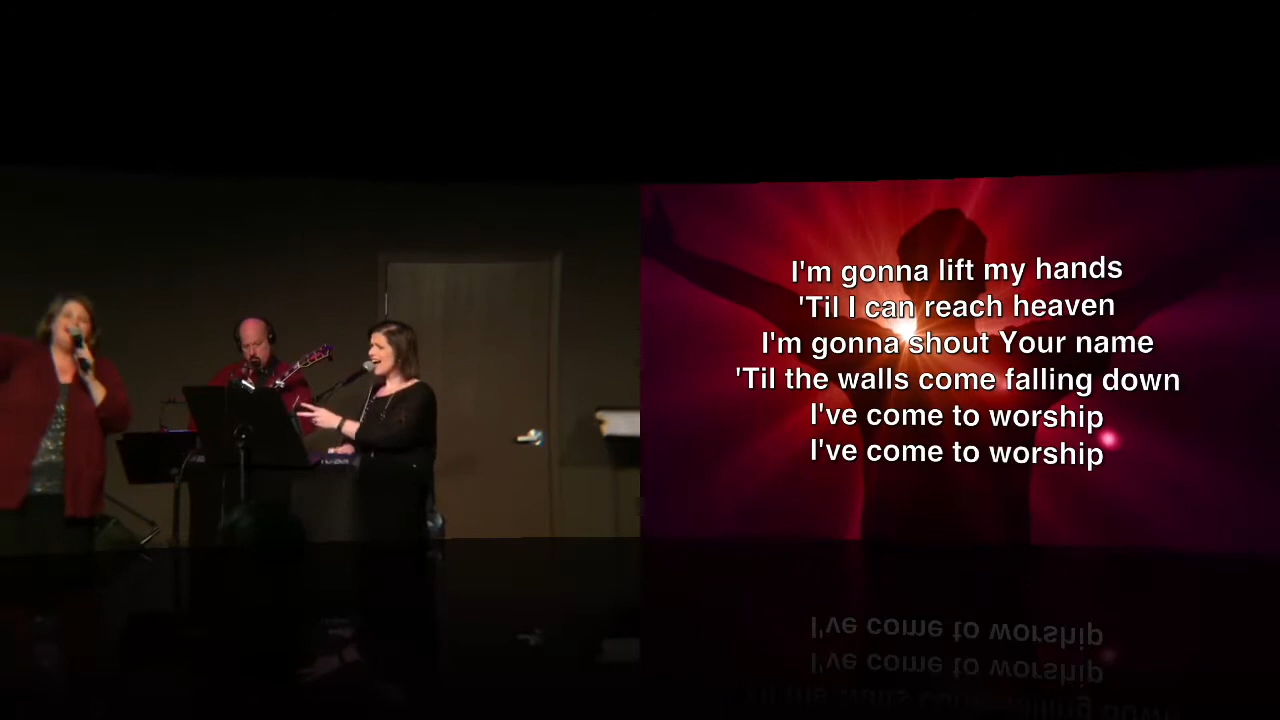 I'm gonna lift my hands
'Til I can reach heaven
I'm gonna shout Your name
'Til the walls come falling down
I've come to worship
I've come to worship